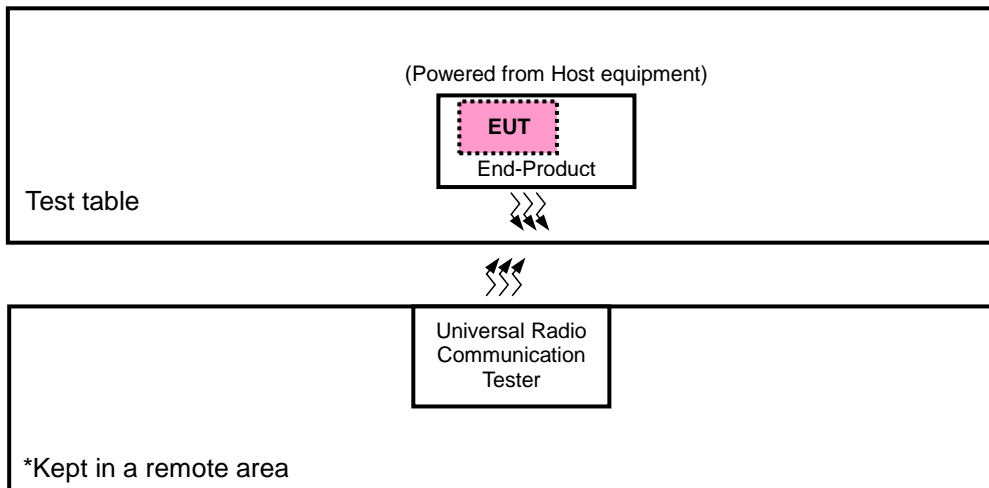 (Powered from Host equipment)
EUT
End-Product
Test table
Universal Radio
Communication
Tester
*Kept in a remote area